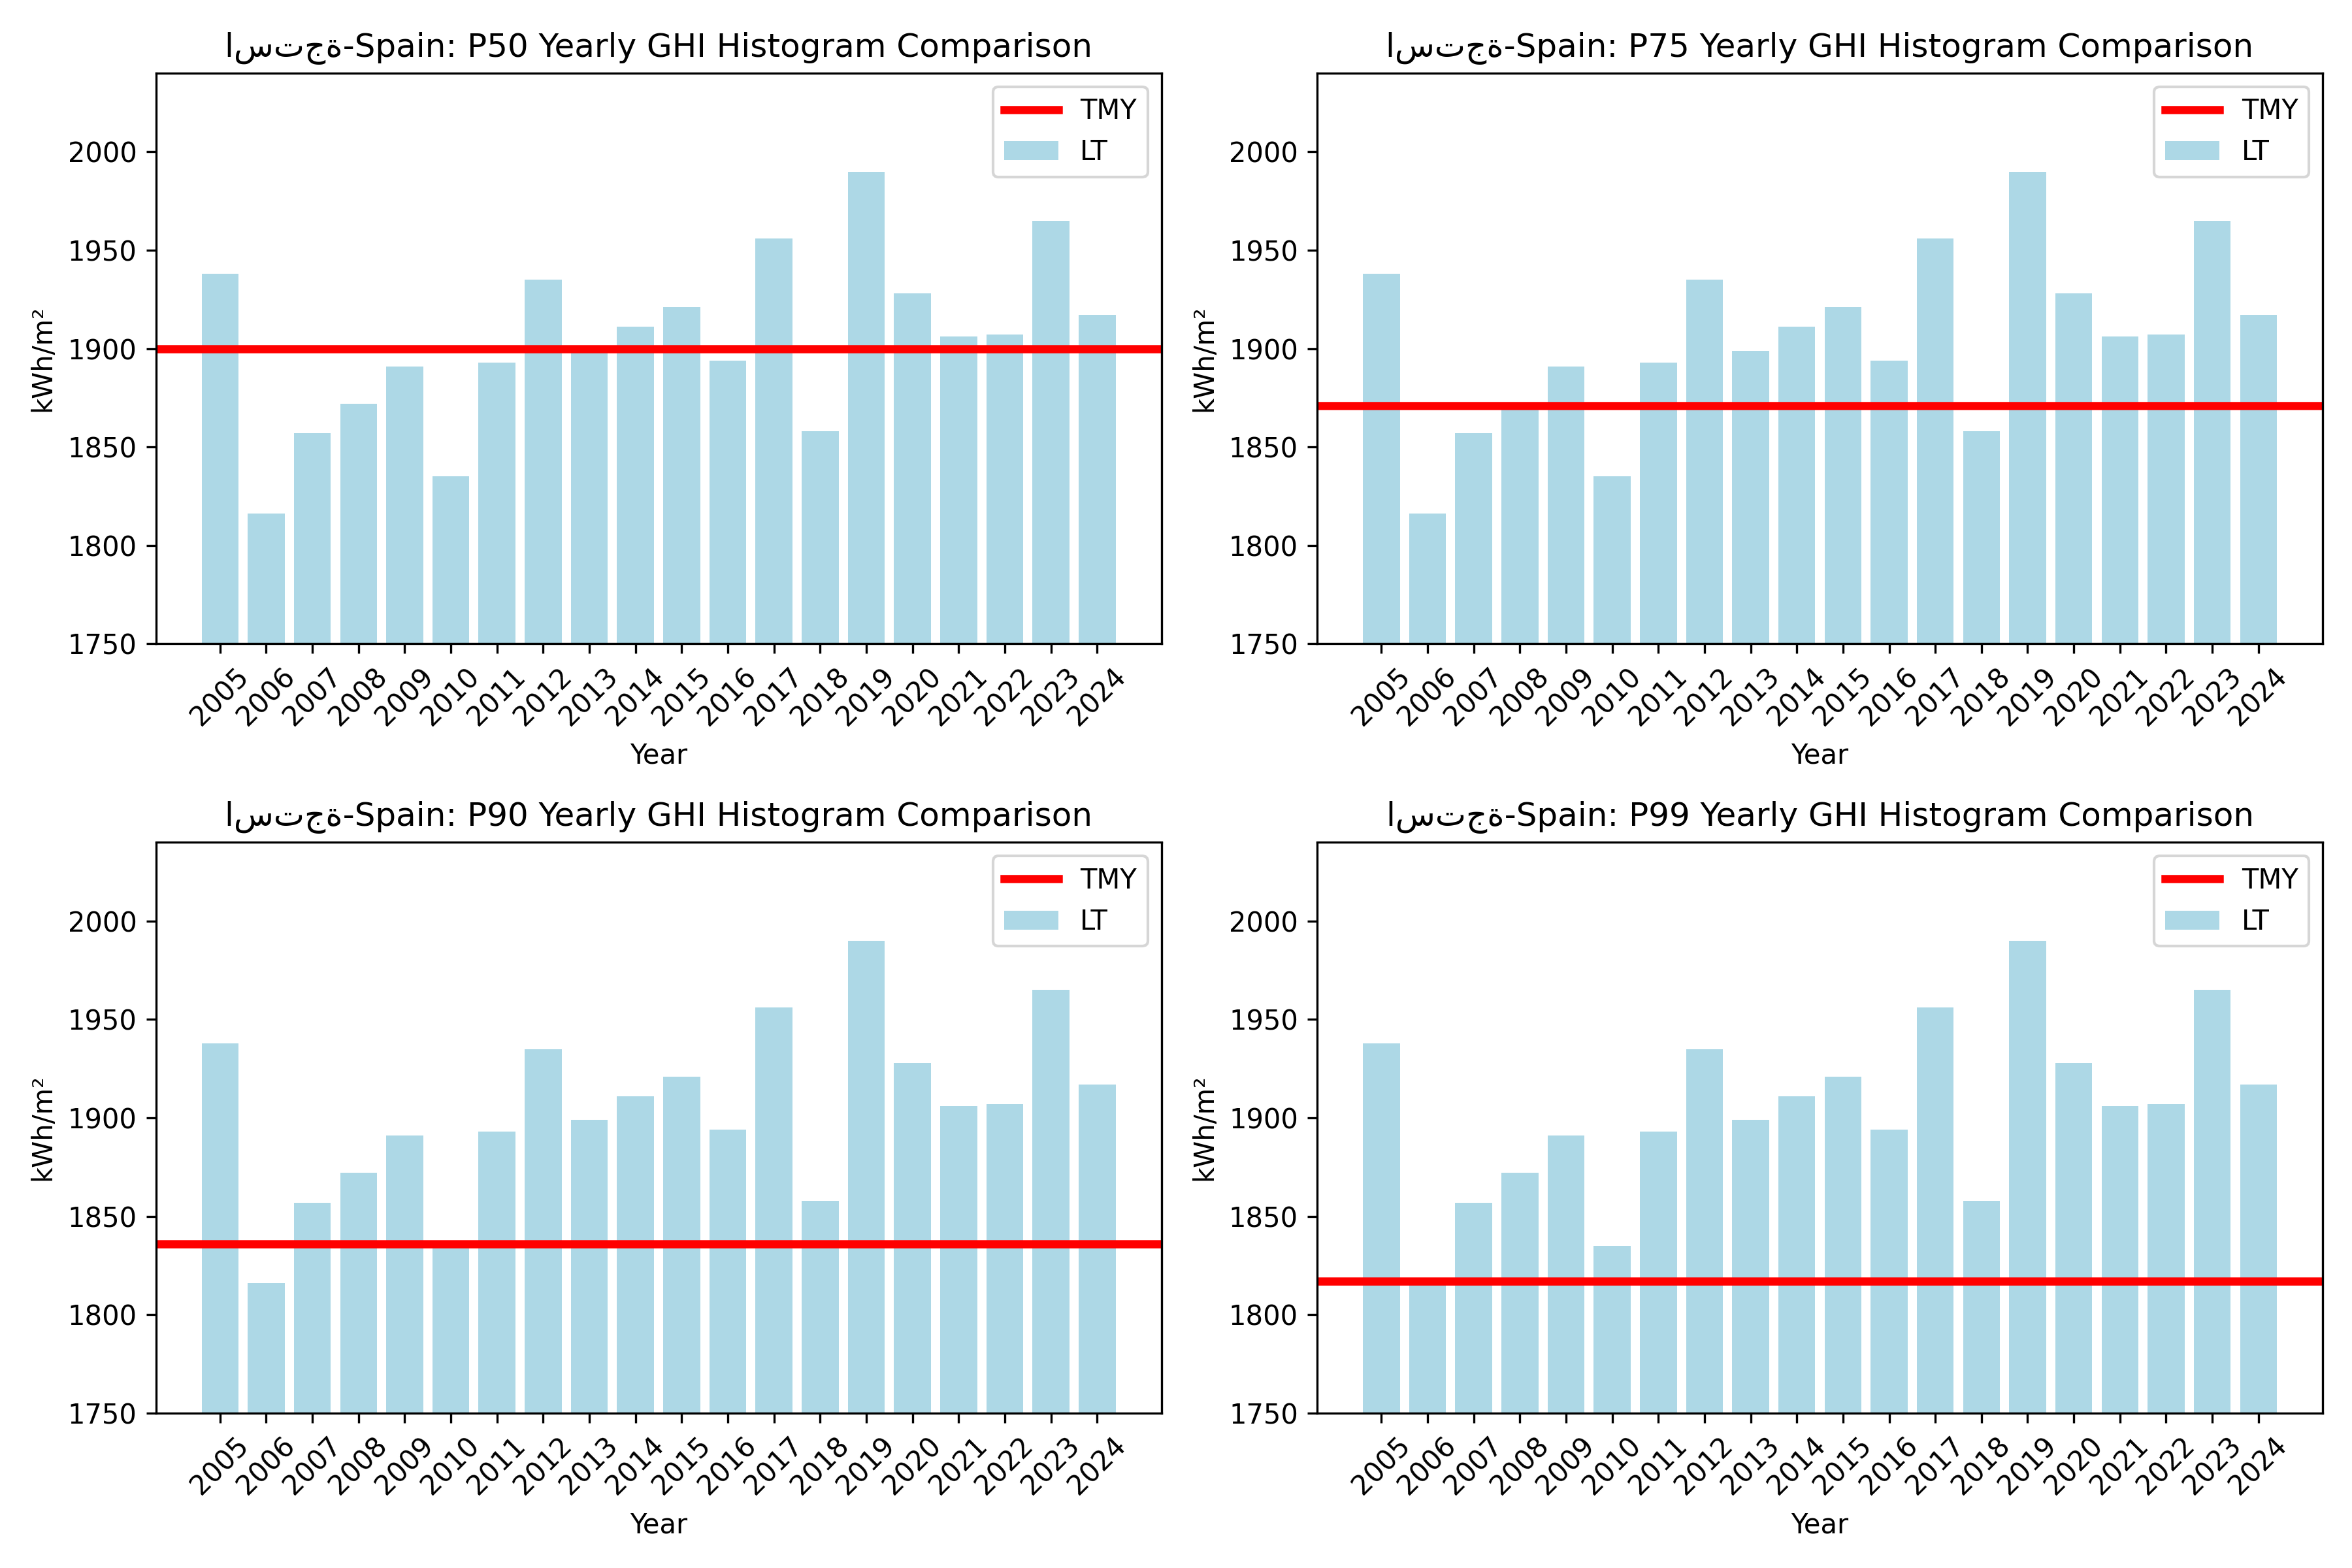 استجة-Spain: P50 Yearly GHI Histogram Comparison
TMY
LT
2000
1950
1900
1850
1800
1750
kWh/m²
2005 2006 2007 2008 2009 2010 2011 2012 2013 2014 2015 2016 2017 2018 2019 2020 2021 2022 2023 2024
Year
استجة-Spain: P75 Yearly GHI Histogram Comparison
TMY
LT
2000
1950
1900
1850
1800
1750
kWh/m²
2005 2006 2007 2008 2009 2010 2011 2012 2013 2014 2015 2016 2017 2018 2019 2020 2021 2022 2023 2024
Year
استجة-Spain: P90 Yearly GHI Histogram Comparison
TMY
LT
2000
1950
1900
1850
1800
1750
kWh/m²
2005 2006 2007 2008 2009 2010 2011 2012 2013 2014 2015 2016 2017 2018 2019 2020 2021 2022 2023 2024
Year
استجة-Spain: P99 Yearly GHI Histogram Comparison
TMY
LT
2000
1950
1900
1850
1800
1750
kWh/m²
2005 2006 2007 2008 2009 2010 2011 2012 2013 2014 2015 2016 2017 2018 2019 2020 2021 2022 2023 2024
Year